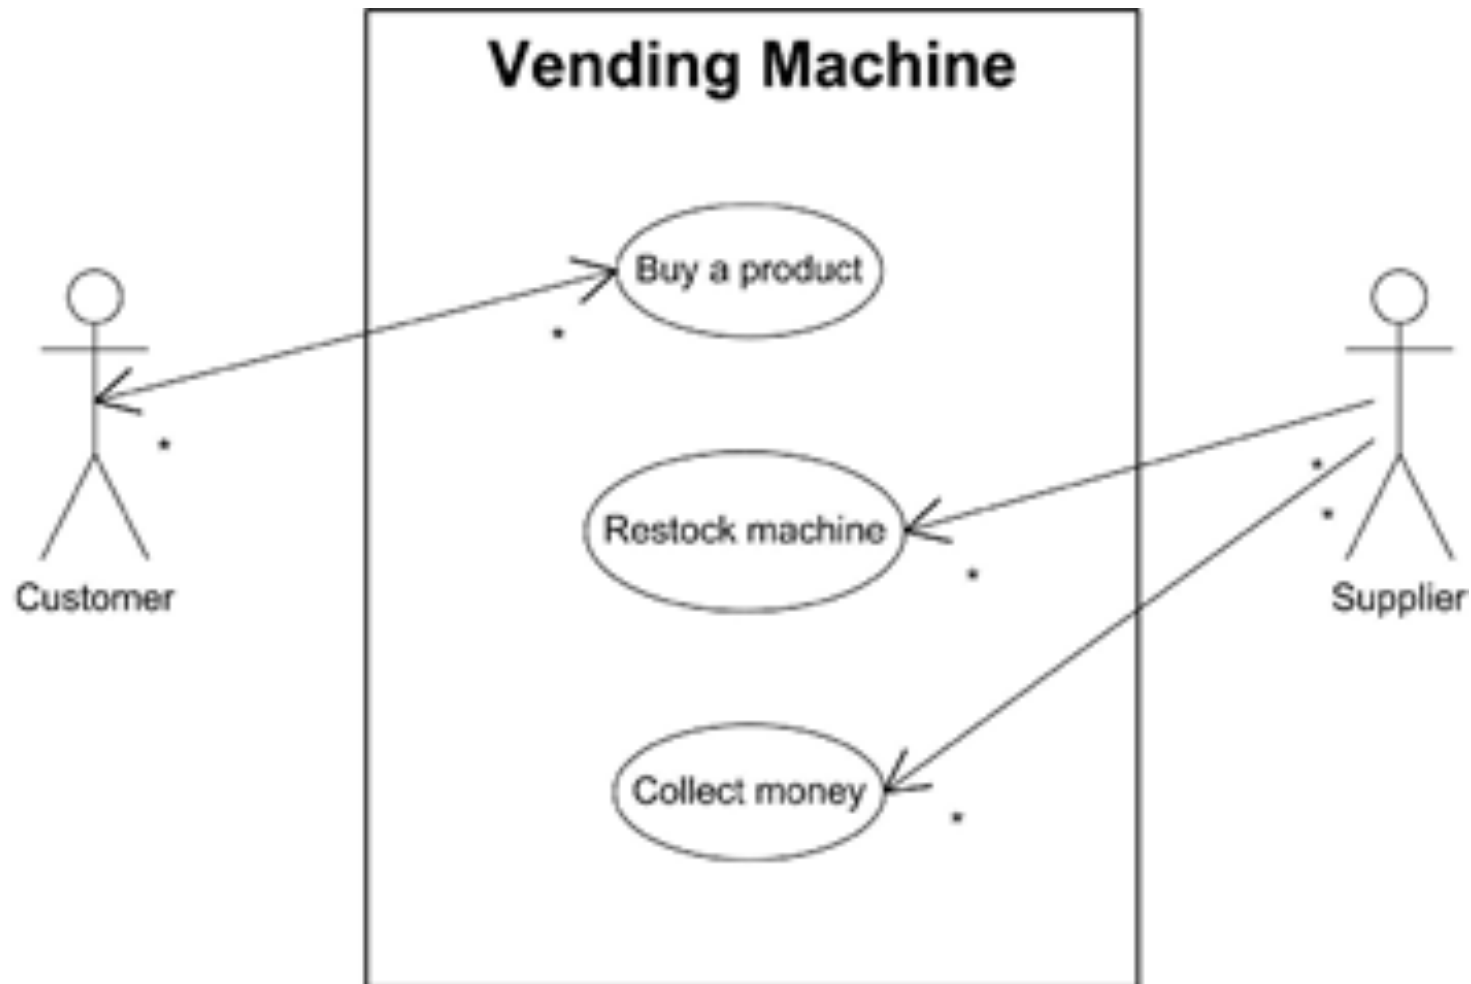 Vending Machine
Buy a product
*
*
Restock machine
*
*
*
Collect money
*
Customer
Supplier